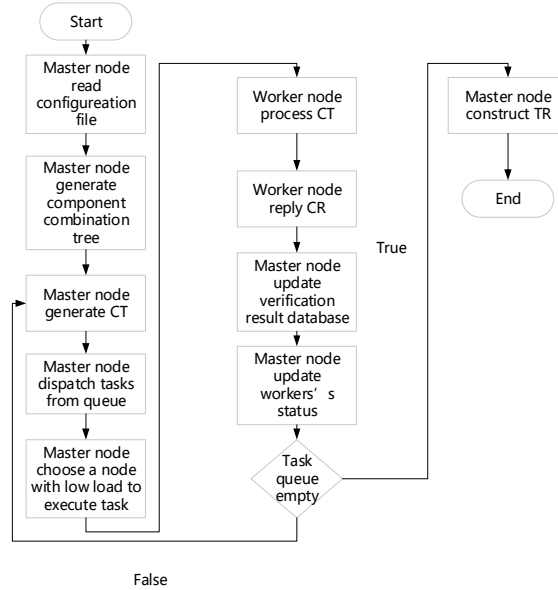 Start
Master node
read
configureation
file
Master node
generate
component
combination
tree
Master node
generate CT
Master node
dispatch tasks
from queue
Master node
choose a node
with low load to
execute task
Worker node
process CT
Worker node
reply CR
Master node
update
verification
result database
Master node
update
workers’ s
status
Task
queue
empty
True
False
Master node
construct TR
End